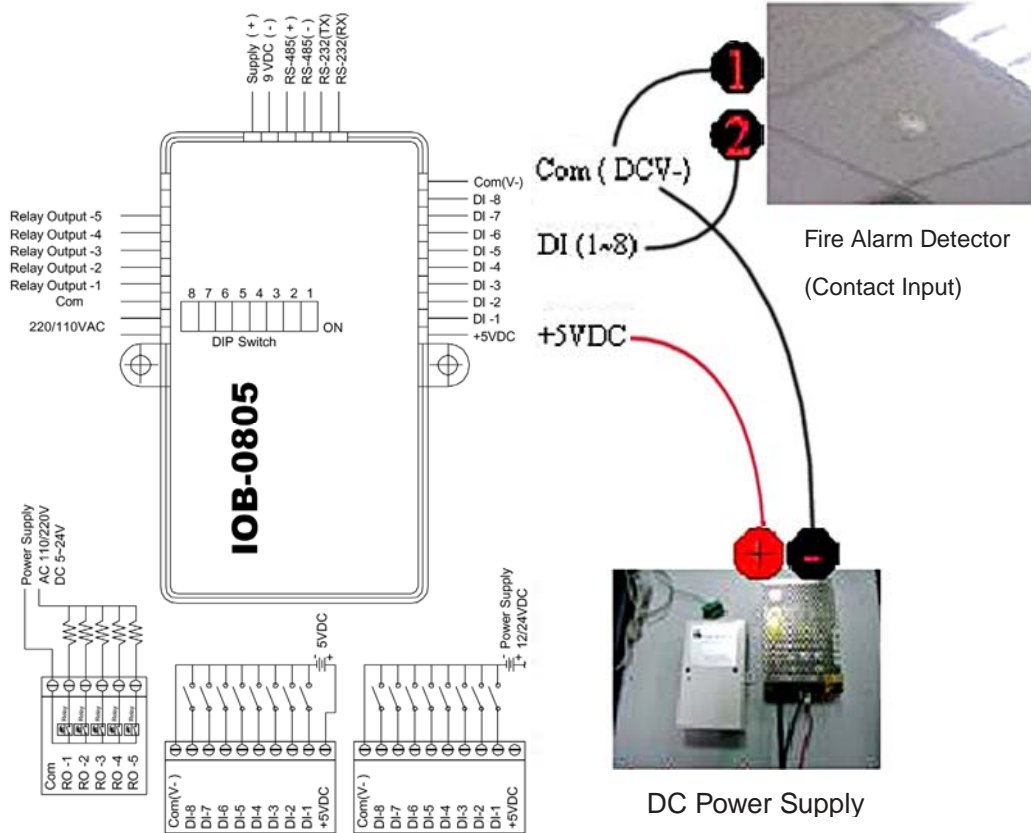 Supply ( + )
9 VDC ( - )
RS-485( + )
RS-485( - )
RS-232(TX)
RS-232(RX)
Relay Output -5
Relay Output -4
Relay Output -3
Relay Output -2
Relay Output -1
Com
220/110VAC
Com(V-)
DI -8
DI -7
DI -6
DI -5
DI -4
DI -3
DI -2
DI -1
+5VDC
8 7 6 5 4 3 2 1
ON
DIP Switch
IOB-0805
1
2
Com ( DCV-)
DI (1~8)
+5VDC
Fire Alarm Detector
(Contact Input)
+
-
DC Power Supply
Power Supply
AC 110/220V
DC 5~24V
Relay
Relay
Relay
Relay
Relay
Com
RO -1
RO -2
RO -3
RO -4
RO -5
- + 5VDC
Com(V- )
DI-8
DI-7
DI-6
DI-5
DI-4
DI-3
DI-2
DI-1
+5VDC
- + Power Supply
12/24VDC
Com(V- )
DI-8
DI-7
DI-6
DI-5
DI-4
DI-3
DI-2
DI-1
+5VDC